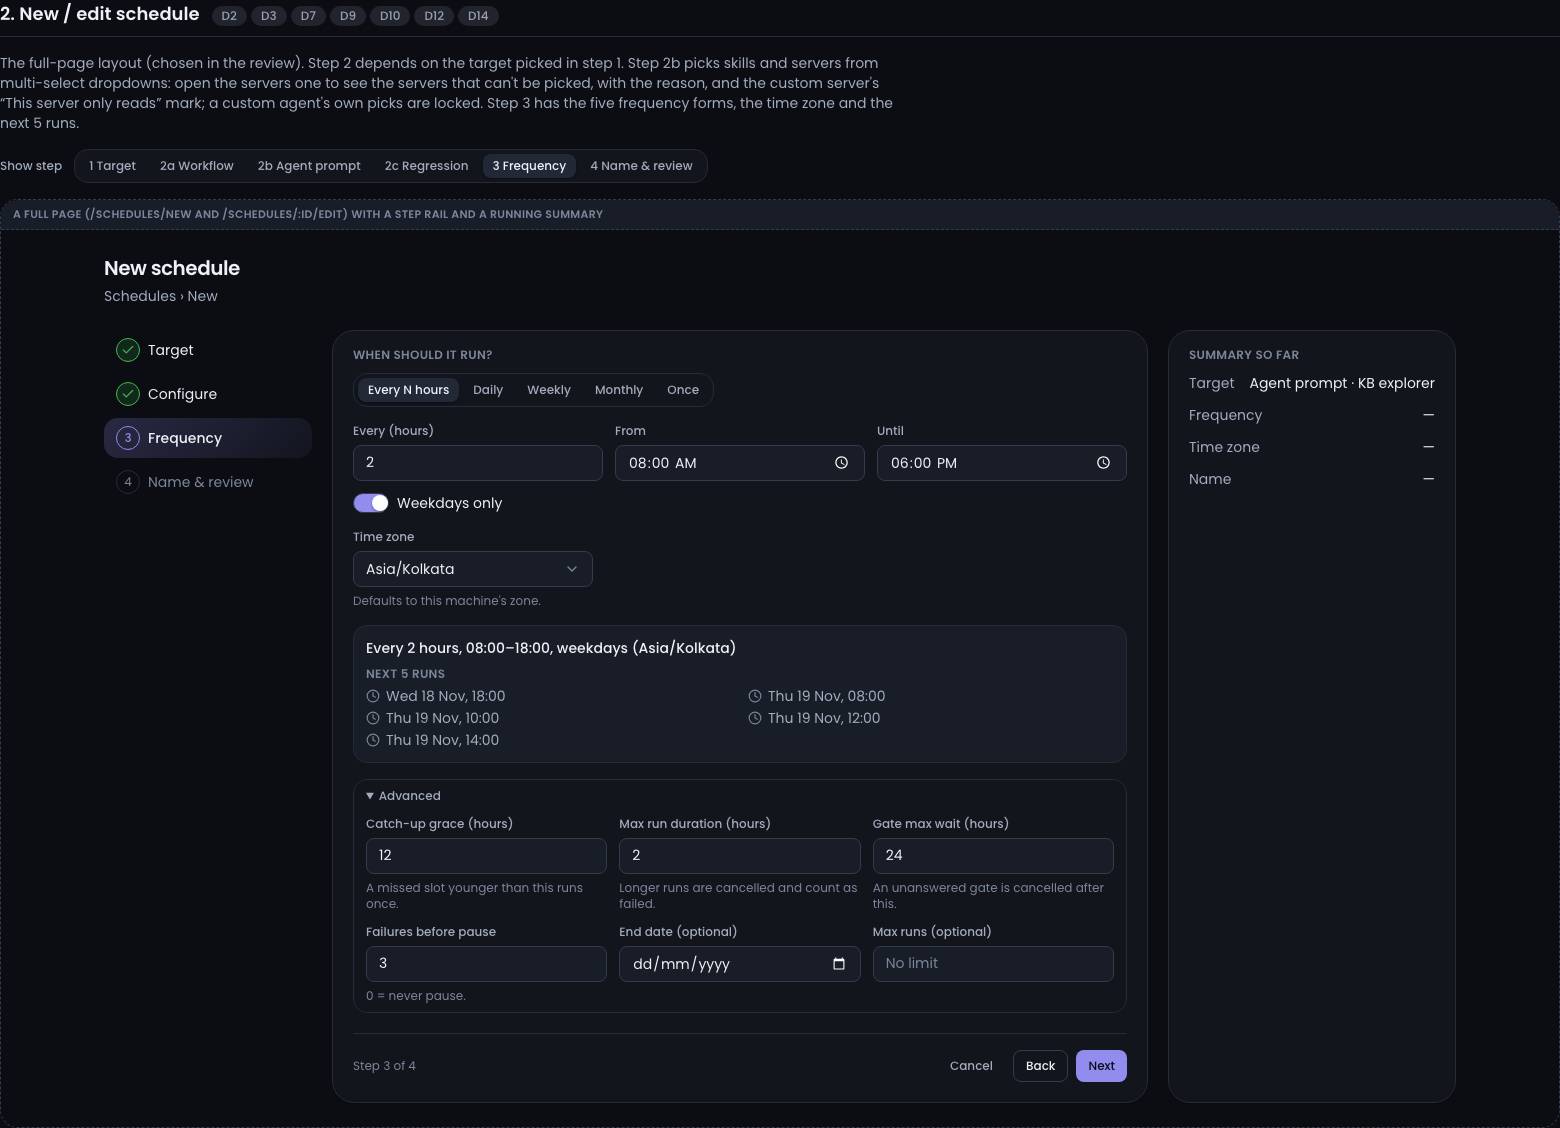 2. New / edit schedule D2 D3 D7 D9 D10 D12 D14
The full-page layout (chosen in the review). Step 2 depends on the target picked in step 1. Step 2b picks skills and servers from
multi-select dropdowns: open the servers one to see the servers that can't be picked, with the reason, and the custom server's
“This server only reads” mark; a custom agent's own picks are locked. Step 3 has the five frequency forms, the time zone and the
next 5 runs.
Show step 1 Target 2a Workflow 2b Agent prompt 2c Regression 3 Frequency 4 Name & review
A FULL PAGE (/SCHEDULES/NEW AND /SCHEDULES/:ID/EDIT) WITH A STEP RAIL AND A RUNNING SUMMARY
New schedule
Schedules › New
Target
Configure
3 Frequency
4 Name & review
WHEN SHOULD IT RUN?
Every N hours Daily Weekly Monthly Once
Every (hours) From Until
2 08:00 AM 06:00 PM
Weekdays only
Time zone
Asia/Kolkata
Defaults to this machine's zone.
Every 2 hours, 08:00–18:00, weekdays (Asia/Kolkata)
NEXT 5 RUNS
Wed 18 Nov, 18:00 Thu 19 Nov, 08:00
Thu 19 Nov, 10:00 Thu 19 Nov, 12:00
Thu 19 Nov, 14:00
▼ Advanced
Catch-up grace (hours) Max run duration (hours) Gate max wait (hours)
12 2 24
A missed slot younger than this runs once. Longer runs are cancelled and count as failed. An unanswered gate is cancelled after this.
Failures before pause End date (optional) Max runs (optional)
3 dd/mm/yyyy No limit
0 = never pause.
Step 3 of 4 Cancel Back Next
SUMMARY SO FAR
Target Agent prompt · KB explorer
Frequency —
Time zone —
Name —